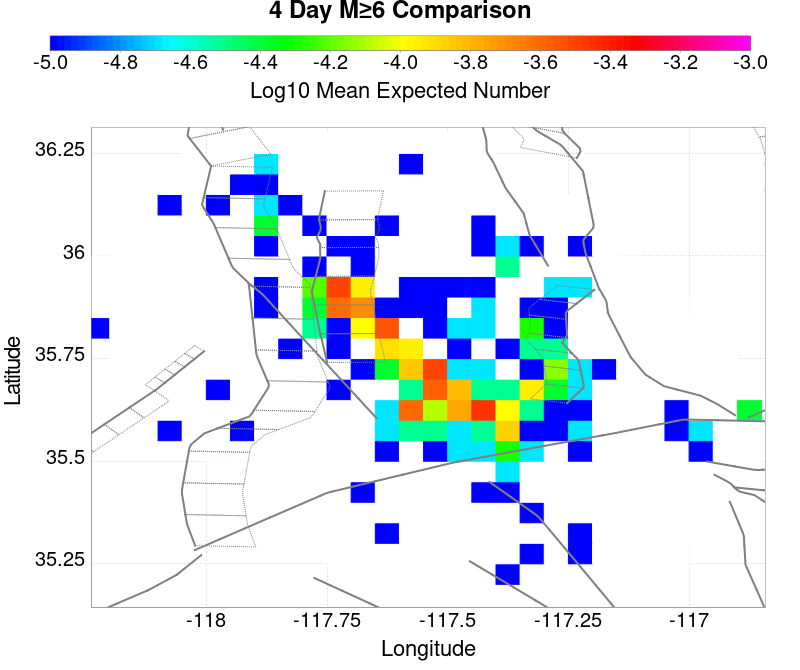 4 Day M≥6 Comparison
-5.0 -4.8 -4.6 -4.4 -4.2 -4.0 -3.8 -3.6 -3.4 -3.2 -3.0
Log10 Mean Expected Number
36.25
36
35.75
35.5
35.25
Latitude
-118 -117.75 -117.5 -117.25 -117
Longitude